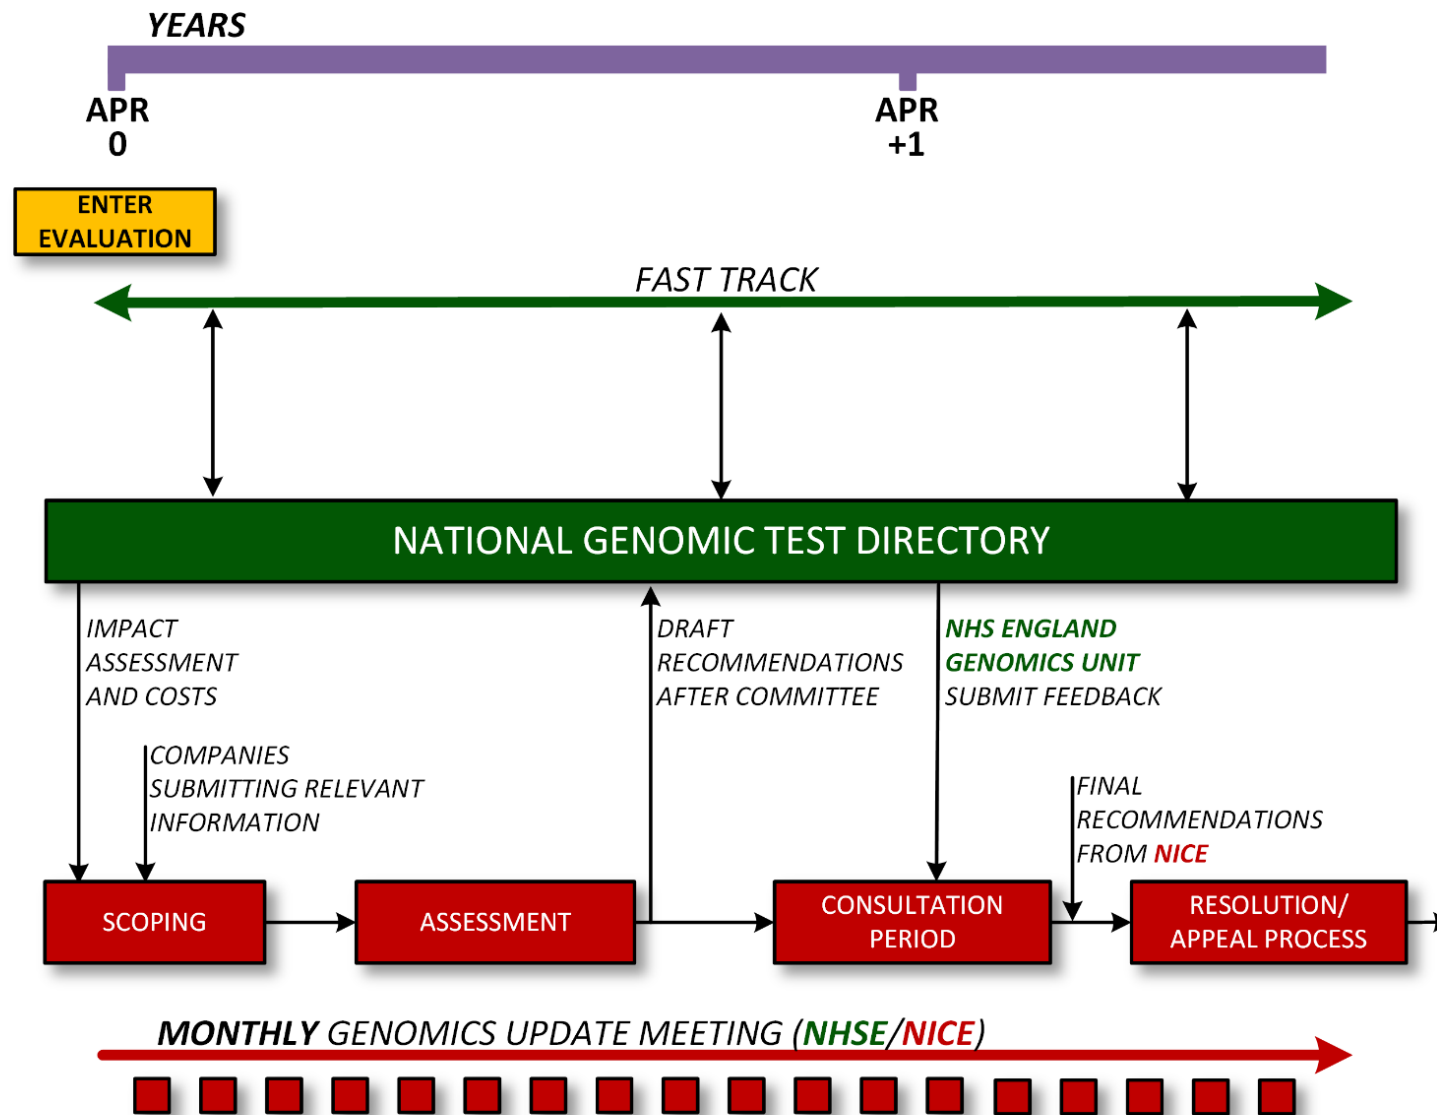 YEARS
APR
0
APR
+1
ENTER
EVALUATION
FAST TRACK
NATIONAL GENOMIC TEST DIRECTORY
IMPACT
ASSESSMENT
AND COSTS
DRAFT
RECOMMENDATIONS
AFTER COMMITTEE
NHS ENGLAND
GENOMICS UNIT
SUBMIT FEEDBACK
COMPANIES
SUBMITTING RELEVANT
INFORMATION
FINAL
RECOMMENDATIONS
FROM NICE
SCOPING
ASSESSMENT
CONSULTATION
PERIOD
RESOLUTION/
APPEAL PROCESS
MONTHLY GENOMICS UPDATE MEETING (NHSE/NICE)